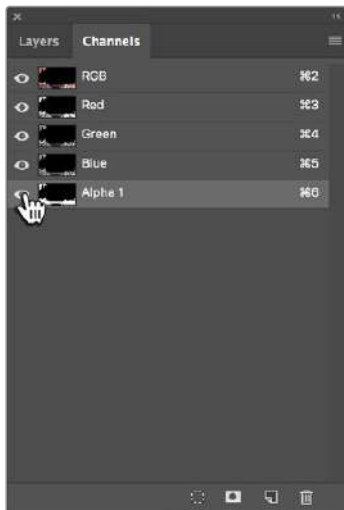 Layers Channels
RGB ⌘2
Red ⌘3
Green ⌘4
Blue ⌘5
Alpha 1 ⌘6